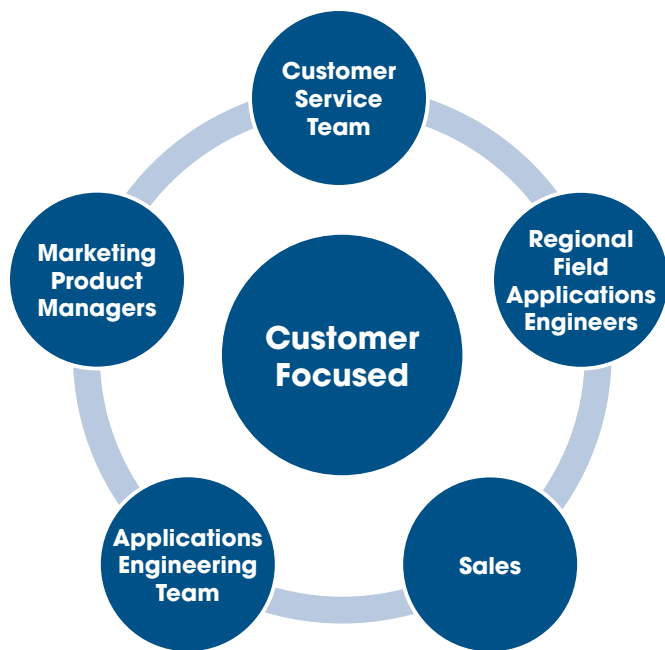 Customer
Service
Team
Regional
Field
Applications
Engineers
Sales
Applications
Engineering
Team
Marketing
Product
Managers
Customer
Focused